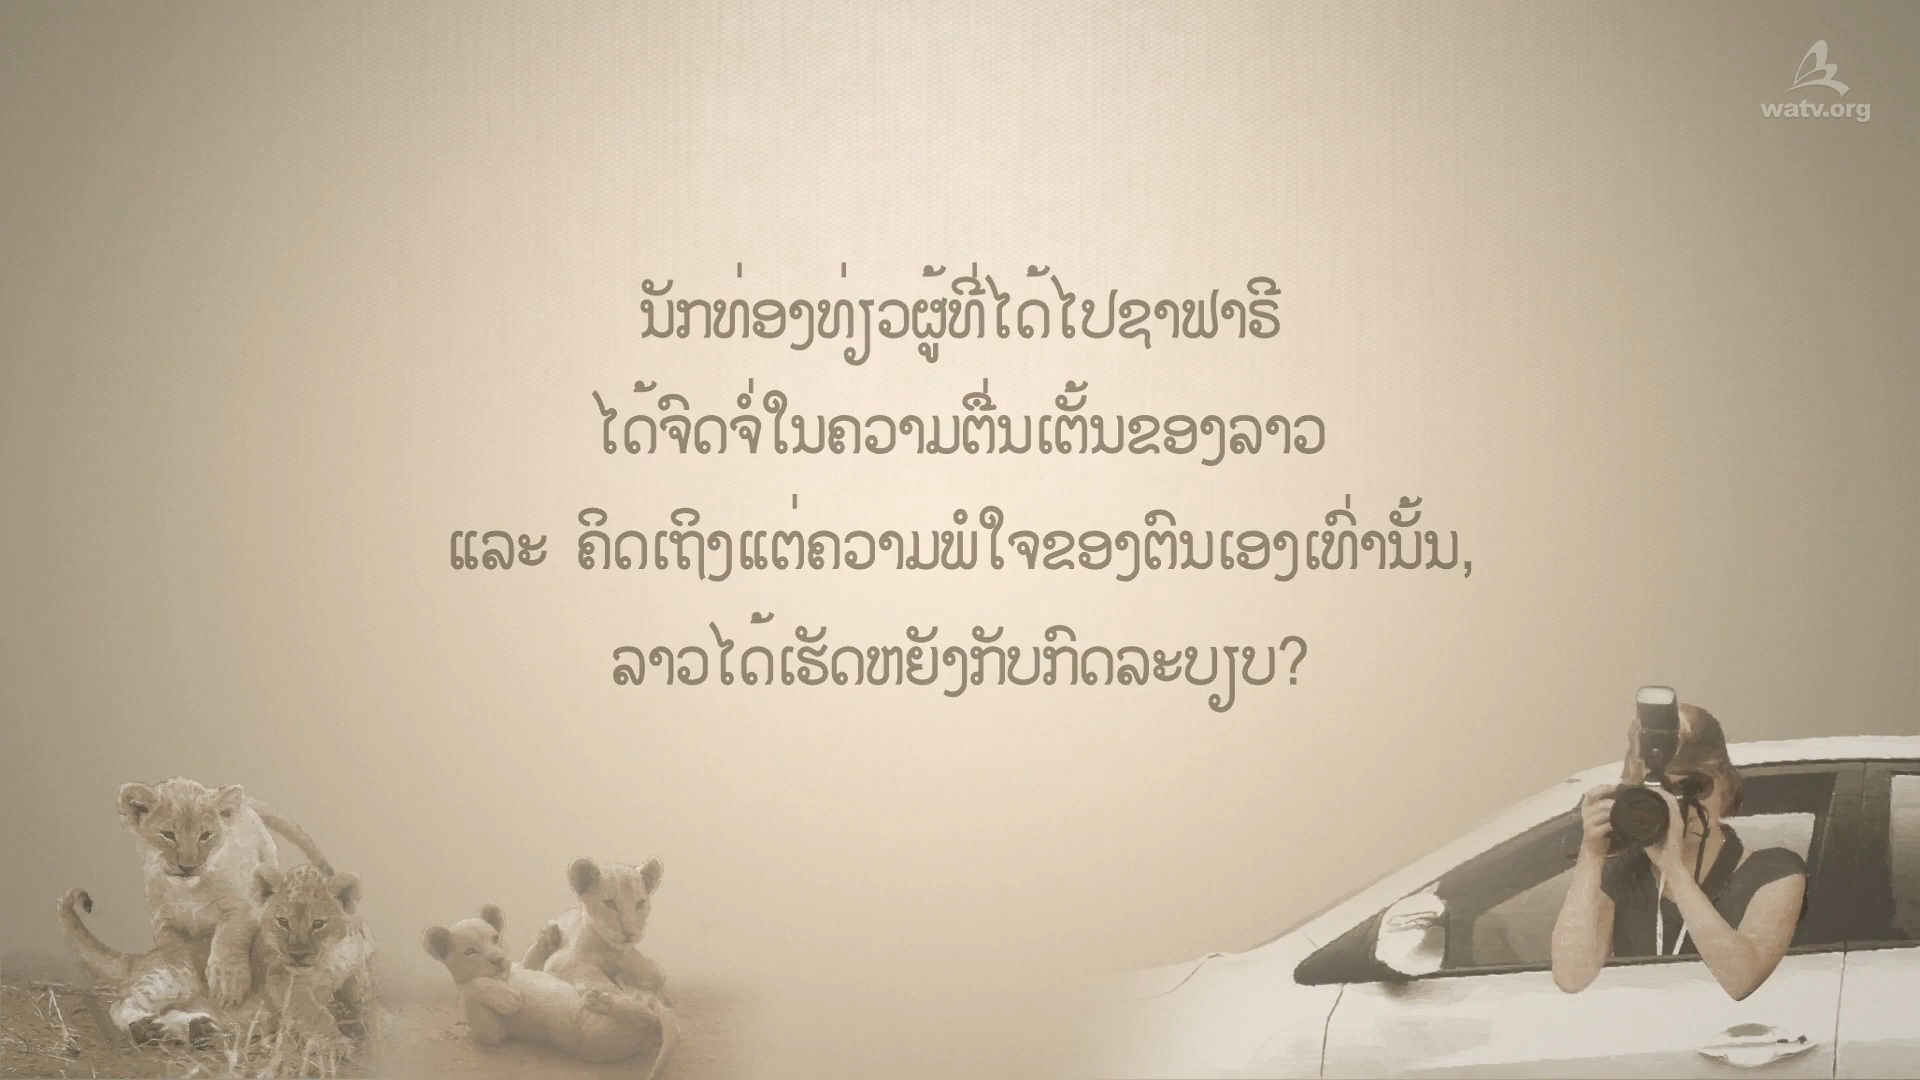 watv.org
ນັກທ່ອງທ່ຽວຜູ້ທີ່ໄດ້ໄປຊາຟາຣີ
ໄດ້ຈິດຈໍ່ໃນຄວາມຕື່ນເຕັ້ນຂອງລາວ
ແລະ ຄິດເຖິງແຕ່ຄວາມພໍໃຈຂອງຕົນເອງເທົ່ານັ້ນ,
ລາວໄດ້ເຮັດຫຍັງກັບກົດລະບຽບ?